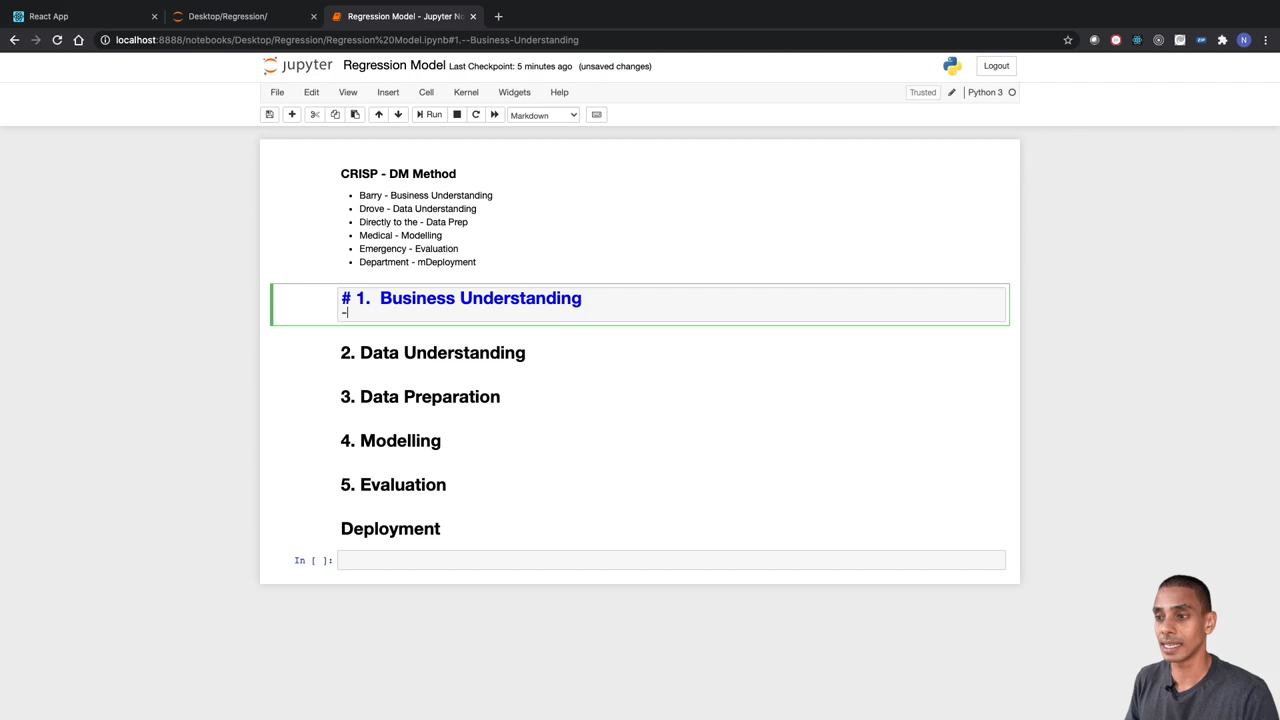 React App
Desktop/Regression/
Regression Model - Jupyter No
localhost:8888/notebooks/Desktop/Regression/Regression%20Model.ipynb#1.--Business-Understanding
N
jupyter Regression Model Last Checkpoint: 5 minutes ago (unsaved changes)
Logout
File Edit View Insert Cell Kernel Widgets Help
Trusted
Python 3
Run
Markdown
CRISP - DM Method
• Barry - Business Understanding
• Drove - Data Understanding
• Directly to the - Data Prep
• Medical - Modelling
• Emergency - Evaluation
• Department - mDeployment
# 1.  Business Understanding
-
2. Data Understanding
3. Data Preparation
4. Modelling
5. Evaluation
Deployment
In [ ]: